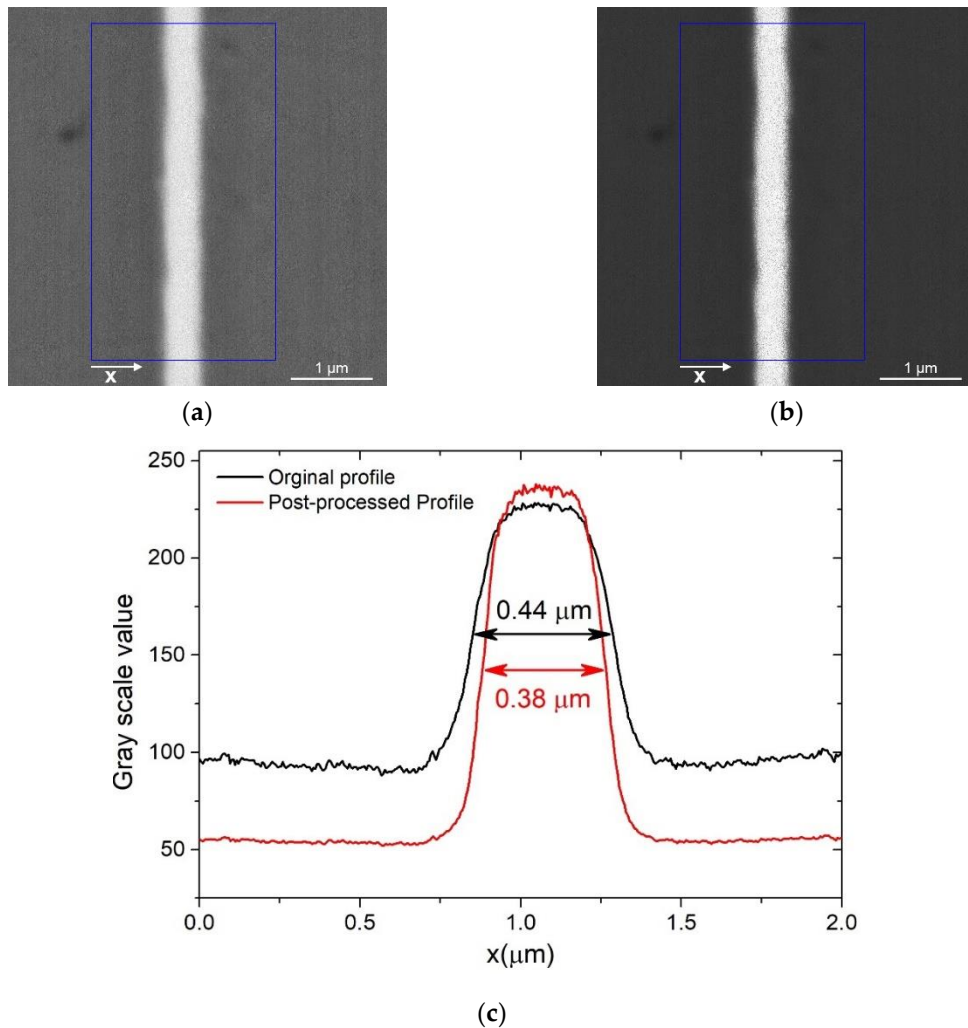 x
1 μm
x
1 μm
(a)
(b)
250
200
150
100
50
Gray scale value
Orginal profile
Post-processed Profile
0.44 μm
0.38 μm
0.0
0.5
1.0
1.5
2.0
x(μm)
(c)